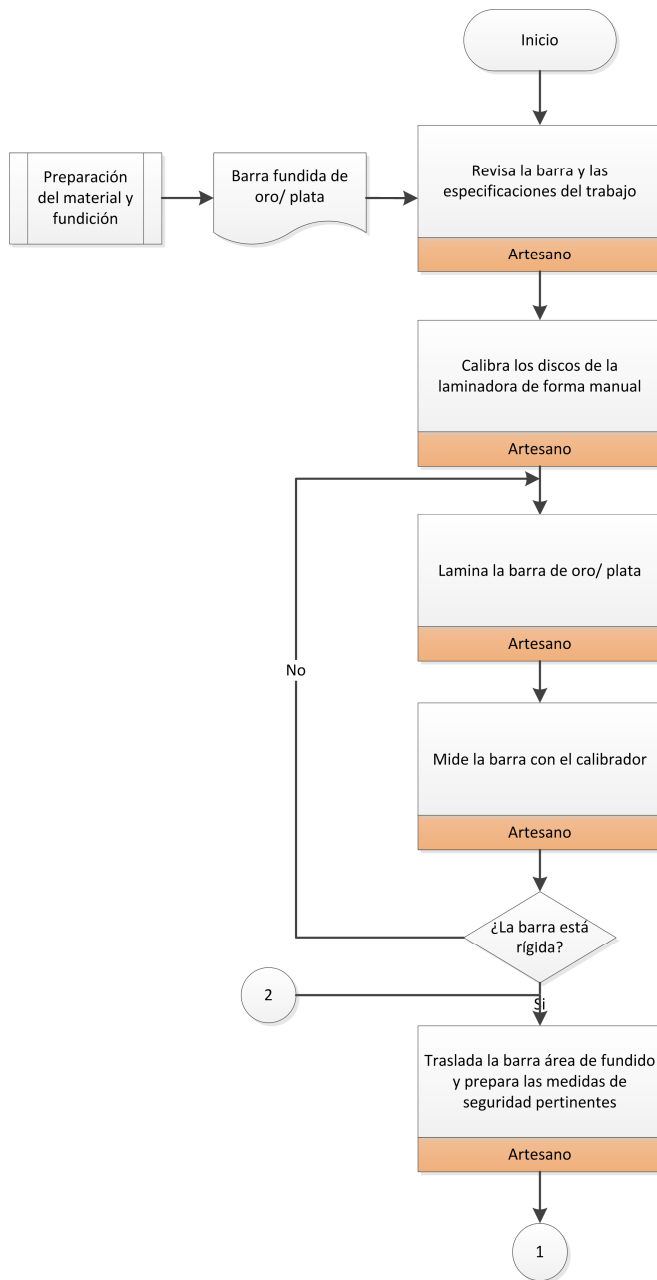 Inicio
Preparación
del material y
fundición
Barra fundida de
oro/ plata
Revisa la barra y las
especificaciones del trabajo
Artesano
Calibra los discos de la
laminadora de forma manual
Artesano
Lamina la barra de oro/ plata
Artesano
No
Mide la barra con el calibrador
Artesano
¿La barra está
rígida?
2
Si
Traslada la barra área de fundido
y prepara las medidas de
seguridad pertinentes
Artesano
1